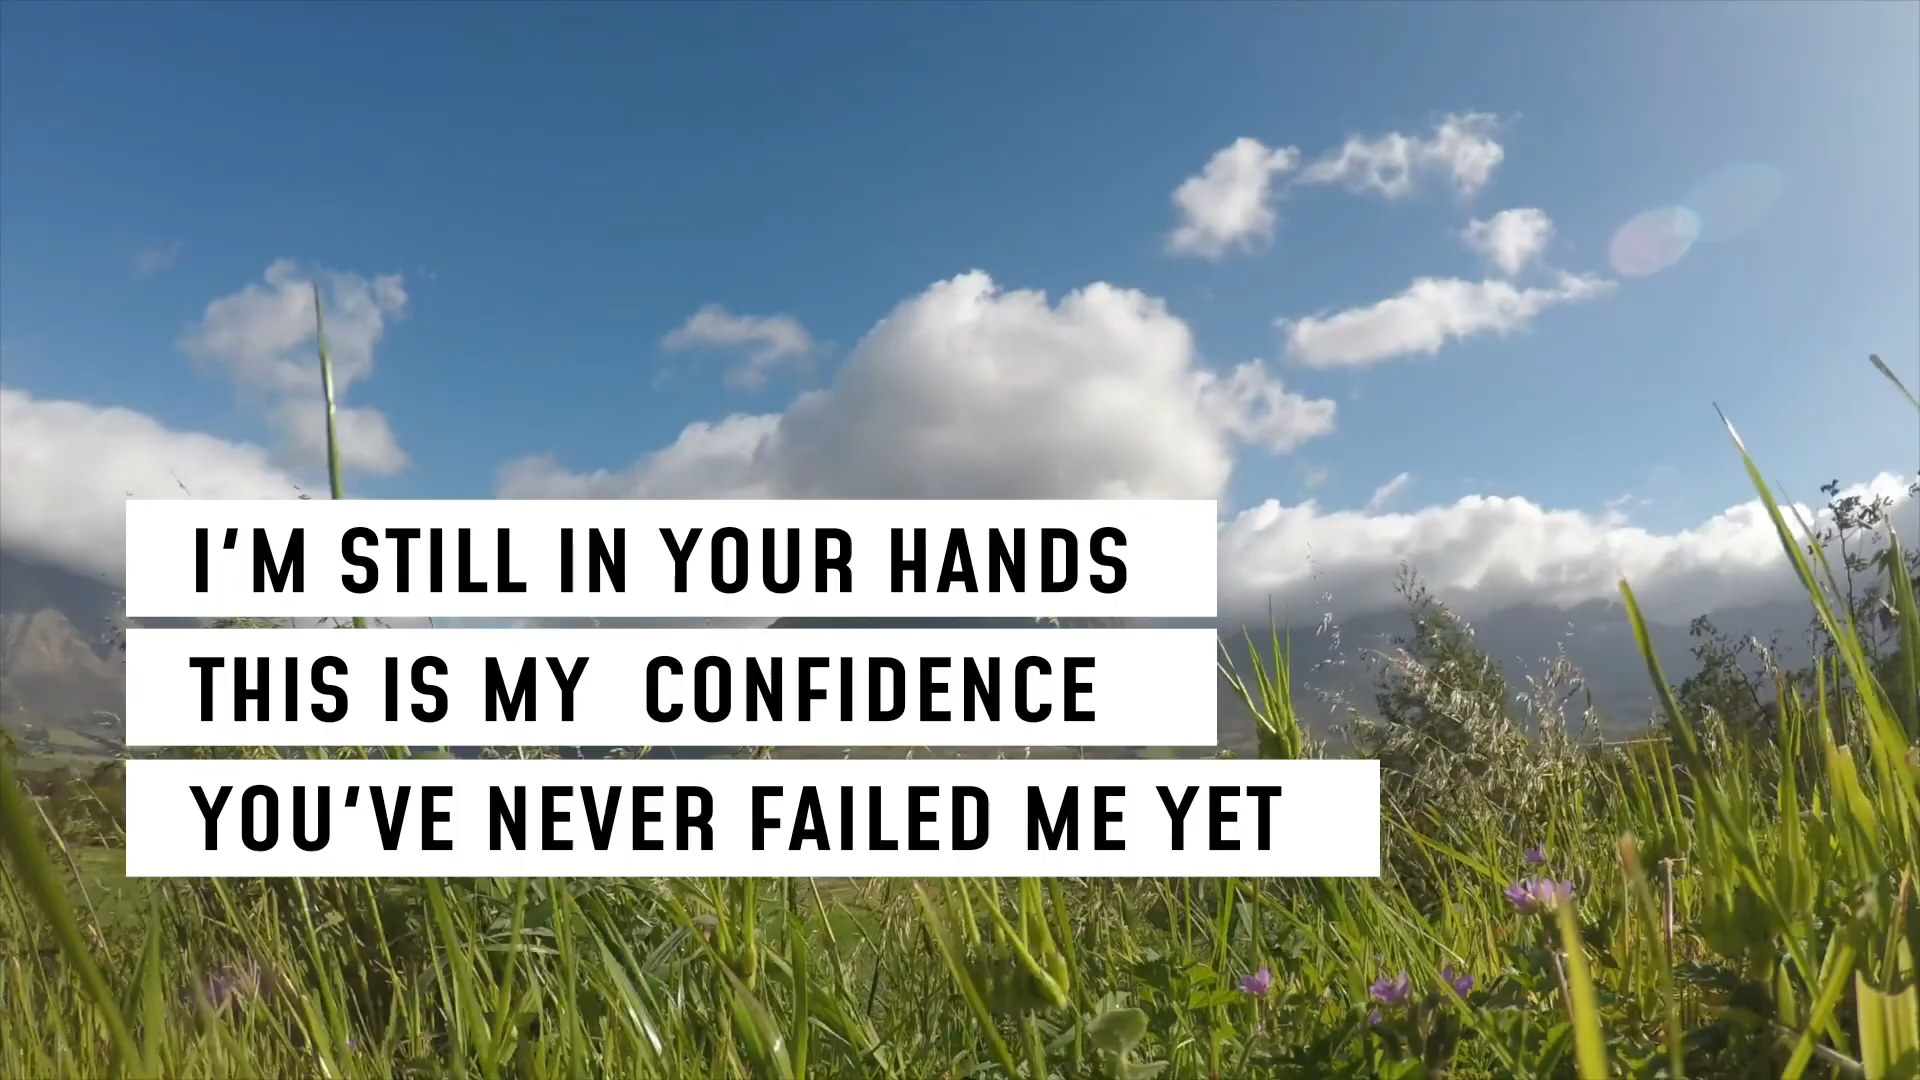 I'M STILL IN YOUR HANDS
THIS IS MY  CONFIDENCE
YOU'VE NEVER FAILED ME YET